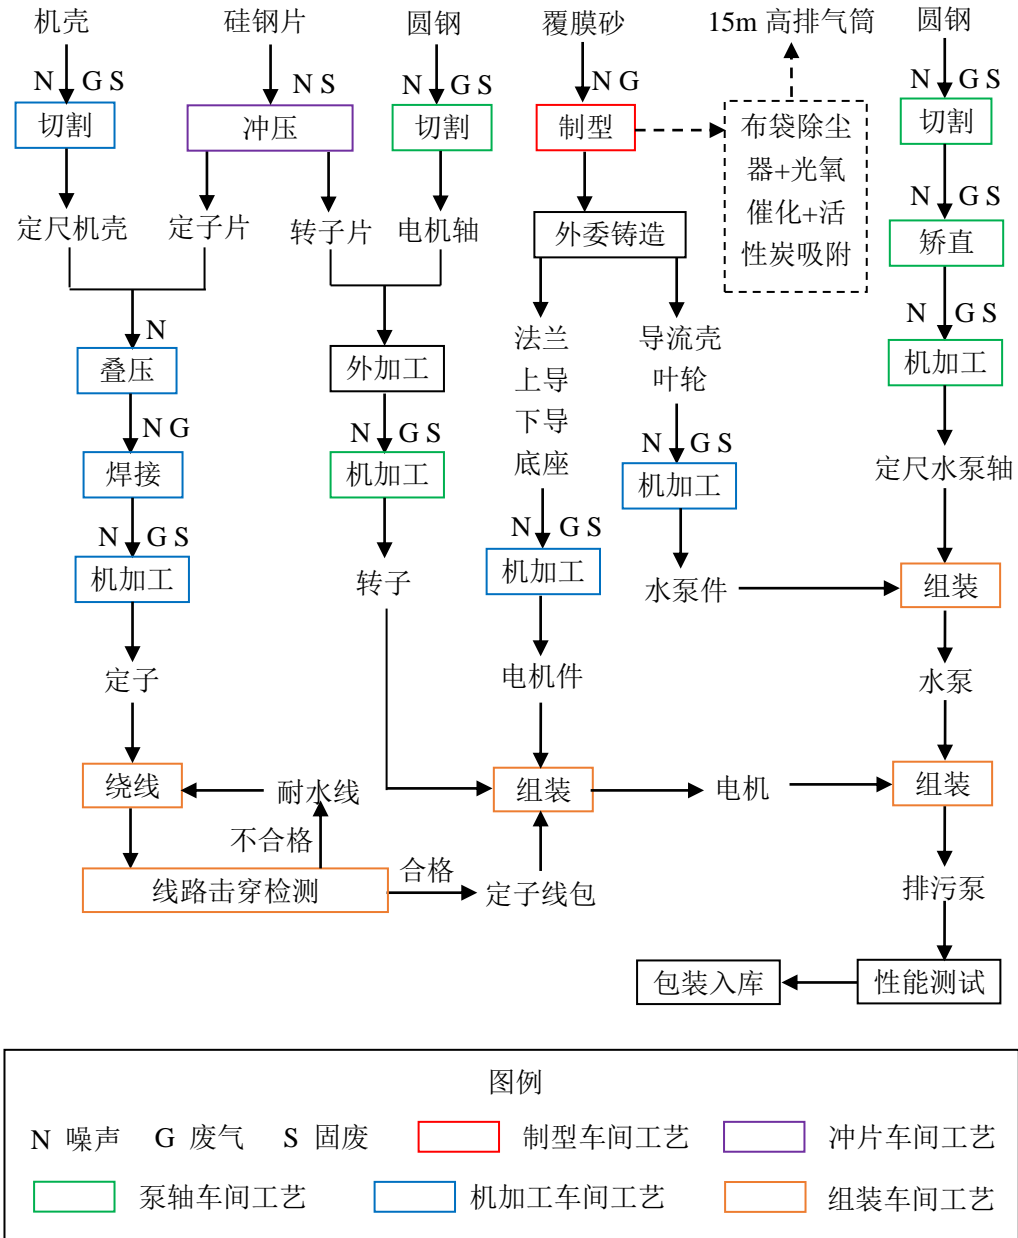 机壳 硅钢片 圆钢 覆膜砂 15m 高排气筒 圆钢
N G S N S N G S N G N G S
切割 冲压 切割 制型 布袋除尘 切割
器+光氧
N G S
定尺机壳 定子片 转子片 电机轴 外委铸造 催化+活 矫直
性炭吸附
N G S
N 法兰 导流壳 机加工
叠压 外加工 上导 叶轮
N G N G S 下导 N G S
焊接 机加工 底座 机加工 定尺水泵轴
N G S N G S
机加工 转子 机加工 水泵件 组装
定子 电机件 水泵
绕线 耐水线 组装 电机 组装
不合格
线路击穿检测 合格 定子线包 排污泵
包装入库 性能测试
图例
N 噪声 G 废气 S 固废 制型车间工艺 冲片车间工艺
泵轴车间工艺 机加工车间工艺 组装车间工艺